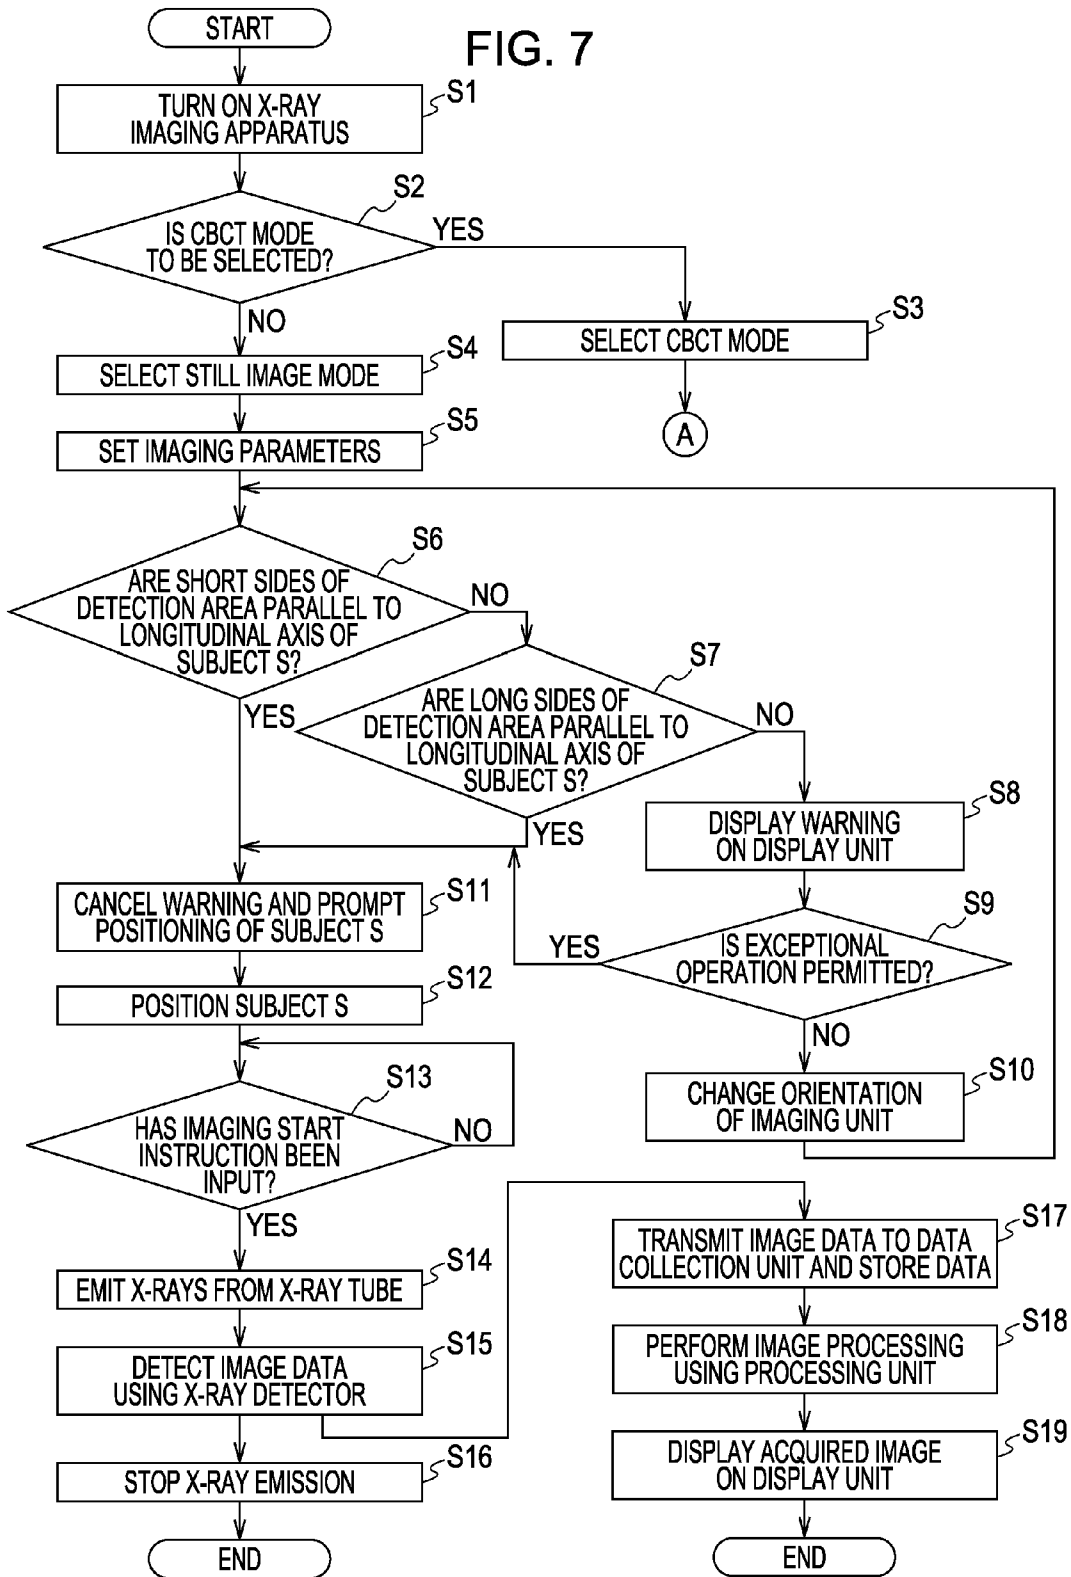 FIG. 7
START
S1
TURN ON X-RAY
IMAGING APPARATUS
S2
IS CBCT MODE
TO BE SELECTED?
YES
NO
S3
SELECT CBCT MODE
A
S4
SELECT STILL IMAGE MODE
S5
SET IMAGING PARAMETERS
S6
ARE SHORT SIDES OF
DETECTION AREA PARALLEL TO
LONGITUDINAL AXIS OF
SUBJECT S?
NO
YES
S7
ARE LONG SIDES OF
DETECTION AREA PARALLEL TO
LONGITUDINAL AXIS OF
SUBJECT S?
NO
YES
S8
DISPLAY WARNING
ON DISPLAY UNIT
S9
IS EXCEPTIONAL
OPERATION PERMITTED?
YES
NO
S10
CHANGE ORIENTATION
OF IMAGING UNIT
S11
CANCEL WARNING AND PROMPT
POSITIONING OF SUBJECT S
S12
POSITION SUBJECT S
S13
HAS IMAGING START
INSTRUCTION BEEN
INPUT?
NO
YES
S14
EMIT X-RAYS FROM X-RAY TUBE
S15
DETECT IMAGE DATA
USING X-RAY DETECTOR
S16
STOP X-RAY EMISSION
END
S17
TRANSMIT IMAGE DATA TO DATA
COLLECTION UNIT AND STORE DATA
S18
PERFORM IMAGE PROCESSING
USING PROCESSING UNIT
S19
DISPLAY ACQUIRED IMAGE
ON DISPLAY UNIT
END